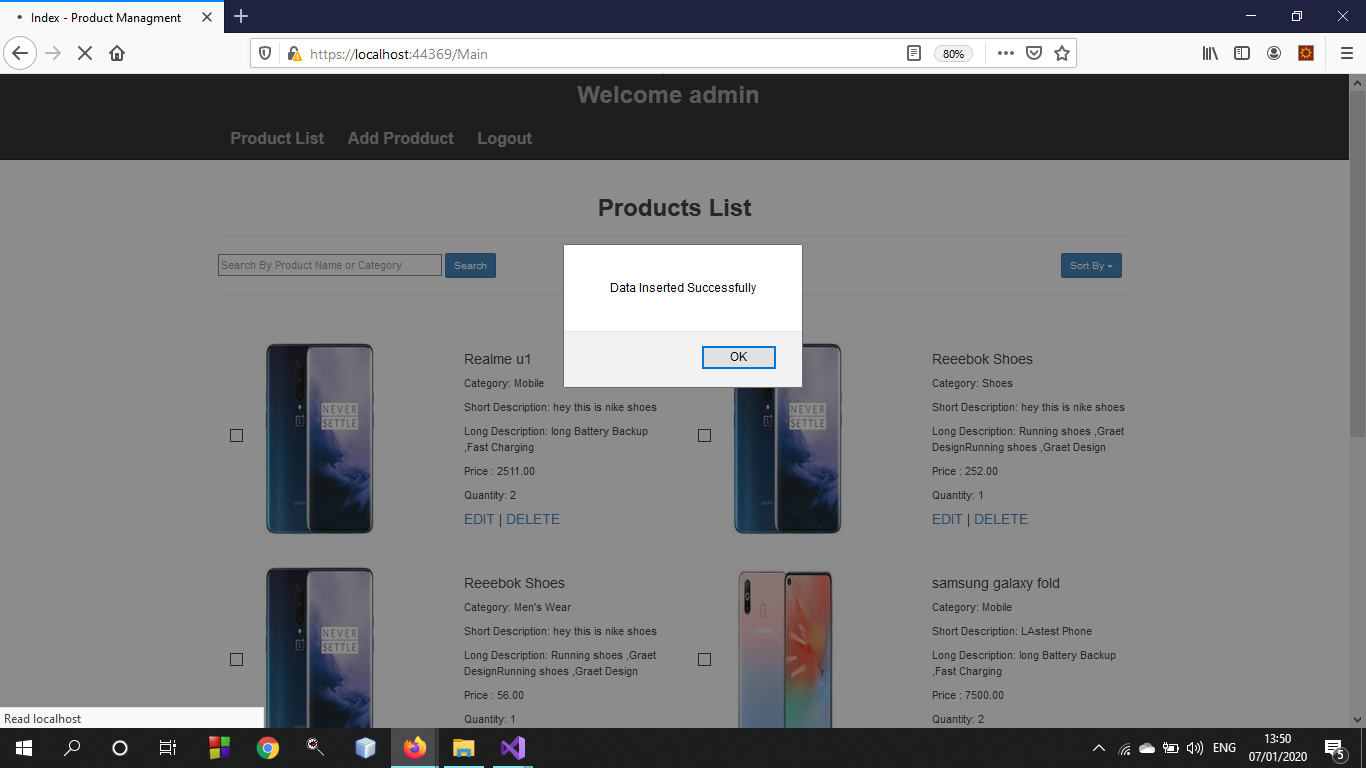 Index - Product Managment
https://localhost:44369/Main
80%
Welcome admin
Product List Add Prodduct Logout
Products List
Search By Product Name or Category Search Sort By
Data Inserted Successfully
OK
NEVER
SETTLE
Realme u1
Category: Mobile
Short Description: hey this is nike shoes
Long Description: long Battery Backup
,Fast Charging
Price : 2511.00
Quantity: 2
EDIT | DELETE
NEVER
SETTLE
Reeebok Shoes
Category: Shoes
Short Description: hey this is nike shoes
Long Description: Running shoes ,Graet
DesignRunning shoes ,Graet Design
Price : 252.00
Quantity: 1
EDIT | DELETE
NEVER
SETTLE
Reeebok Shoes
Category: Men's Wear
Short Description: hey this is nike shoes
Long Description: Running shoes ,Graet
DesignRunning shoes ,Graet Design
Price : 56.00
Quantity: 1
samsung galaxy fold
Category: Mobile
Short Description: LAstest Phone
Long Description: long Battery Backup
,Fast Charging
Price : 7500.00
Quantity: 2
Read localhost
ENG
13:50
07/01/2020
5